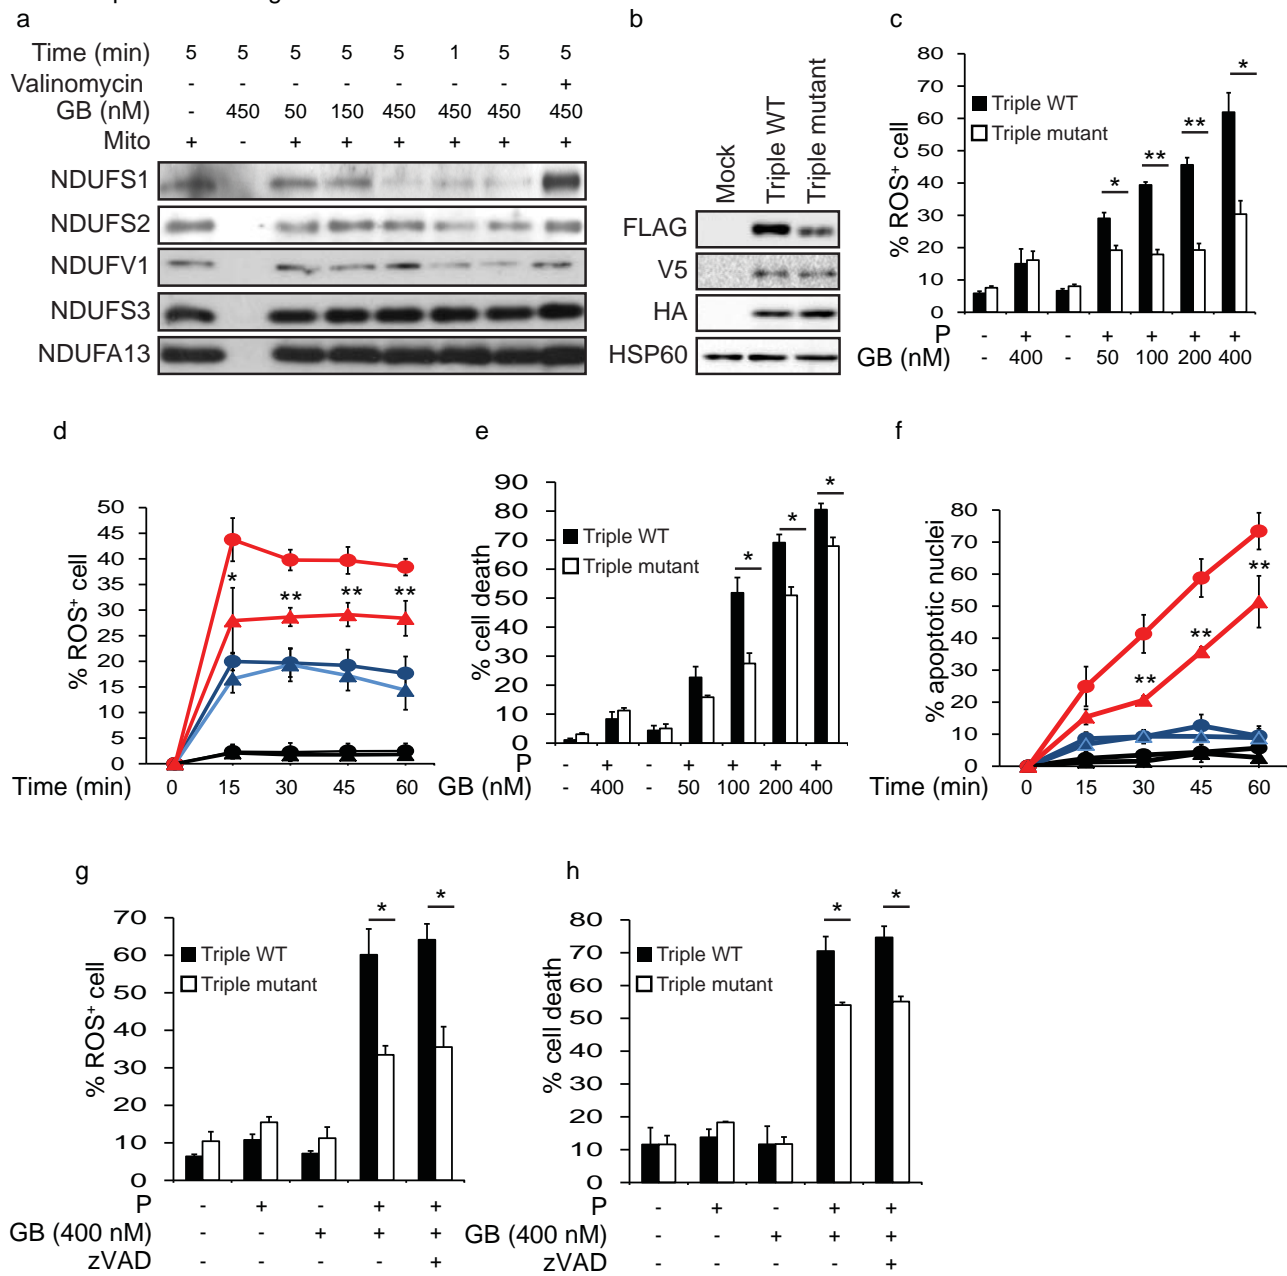 a
Time (min) 5 5 5 5 5 1 5 5
Valinomycin - - - - - - - +
GB (nM) - 450 50 150 450 450 450 450
Mito + - + + + + + +
NDUFS1
NDUFS2
NDUFV1
NDUFS3
NDUFA13
b
Mock
Triple WT
Triple mutant
FLAG
V5
HA
HSP60
c
% ROS+ cell
80
70
60
50
40
30
20
10
0
Triple WT
Triple mutant
* ** ** *
P - + - + + + +
GB (nM) - 400 - 50 100 200 400
d
% ROS+ cell
50
45
40
35
30
25
20
15
10
5
0
* ** ** **
Time (min) 0 15 30 45 60
e
% cell death
90
80
70
60
50
40
30
20
10
0
Triple WT
Triple mutant
* * *
P - + - + + + +
GB (nM) - 400 - 50 100 200 400
f
% apoptotic nuclei
80
70
60
50
40
30
20
10
0
** ** **
Time (min) 0 15 30 45 60
g
% ROS+ cell
70
60
50
40
30
20
10
0
Triple WT
Triple mutant
* *
P - + - + +
GB (400 nM) - - + + +
zVAD - - - - +
h
% cell death
80
70
60
50
40
30
20
10
0
Triple WT
Triple mutant
* *
P - + - + +
GB (400 nM) - - + + +
zVAD - - - - +